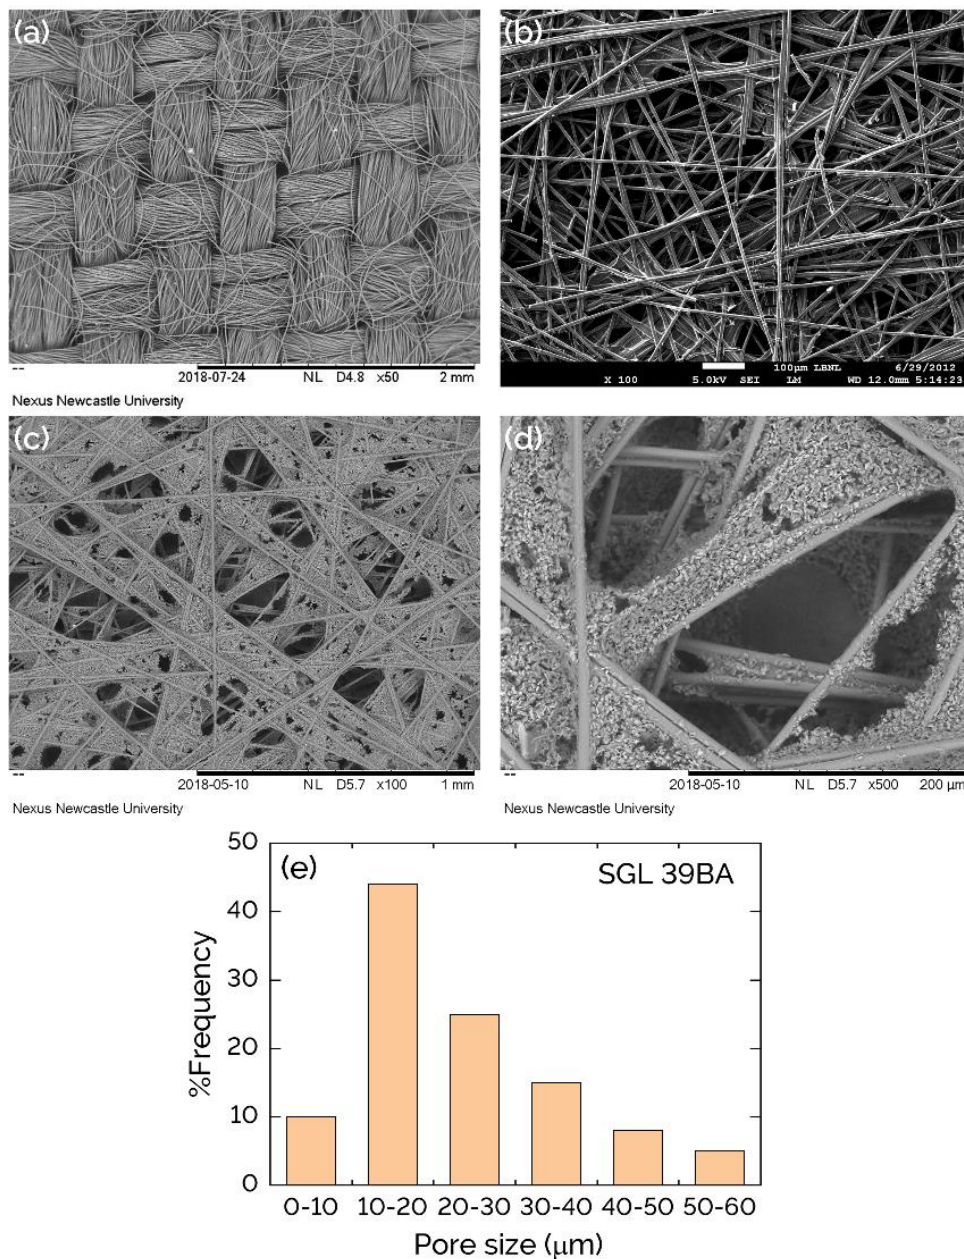 (a)
2018-07-24 NL D4.8 x50 2 mm
Nexus Newcastle University
(b)
100µm LBNL 6/29/2012
X 100 5.0kV SEI LM WD 12.0mm 5:14:23
(c)
2018-05-10 NL D5.7 x100 1 mm
Nexus Newcastle University
(d)
2018-05-10 NL D5.7 x500 200 µm
Nexus Newcastle University
(e)
SGL 39BA
%Frequency
50
40
30
20
10
0
0-10 10-20 20-30 30-40 40-50 50-60
Pore size (µm)